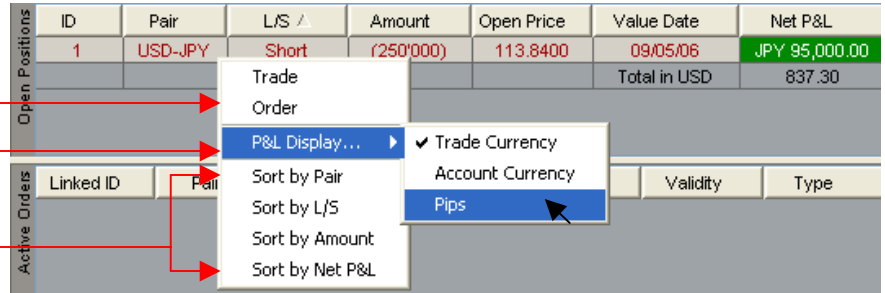 Open Positions
ID Pair L/S Amount Open Price Value Date Net P&L
1 USD-JPY Short (250'000) 113.8400 09/05/06 JPY 95,000.00
Total in USD 837.30
Trade
Order
P&L Display...
✔ Trade Currency
Account Currency
Pips
Sort by Pair
Sort by L/S
Sort by Amount
Sort by Net P&L
Active Orders
Linked ID Validity Type